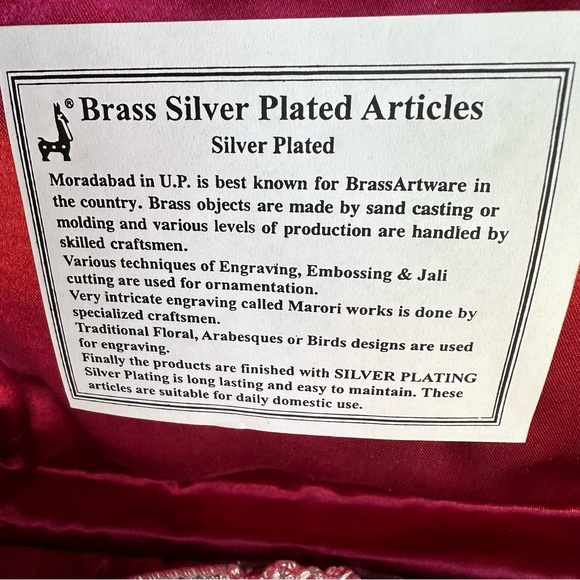 ® Brass Silver Plated Articles
Silver Plated
Moradabad in U.P. is best known for BrassArtware in
the country. Brass objects are made by sand casting or
molding and various levels of production are handled by
skilled craftsmen.
Various techniques of Engraving, Embossing & Jali
cutting are used for ornamentation.
Very intricate engraving called Marori works is done by
specialized craftsmen.
Traditional Floral, Arabesques or Birds designs are used
for engraving.
Finally the products are finished with SILVER PLATING
Silver Plating is long lasting and easy to maintain. These
articles are suitable for daily domestic use.